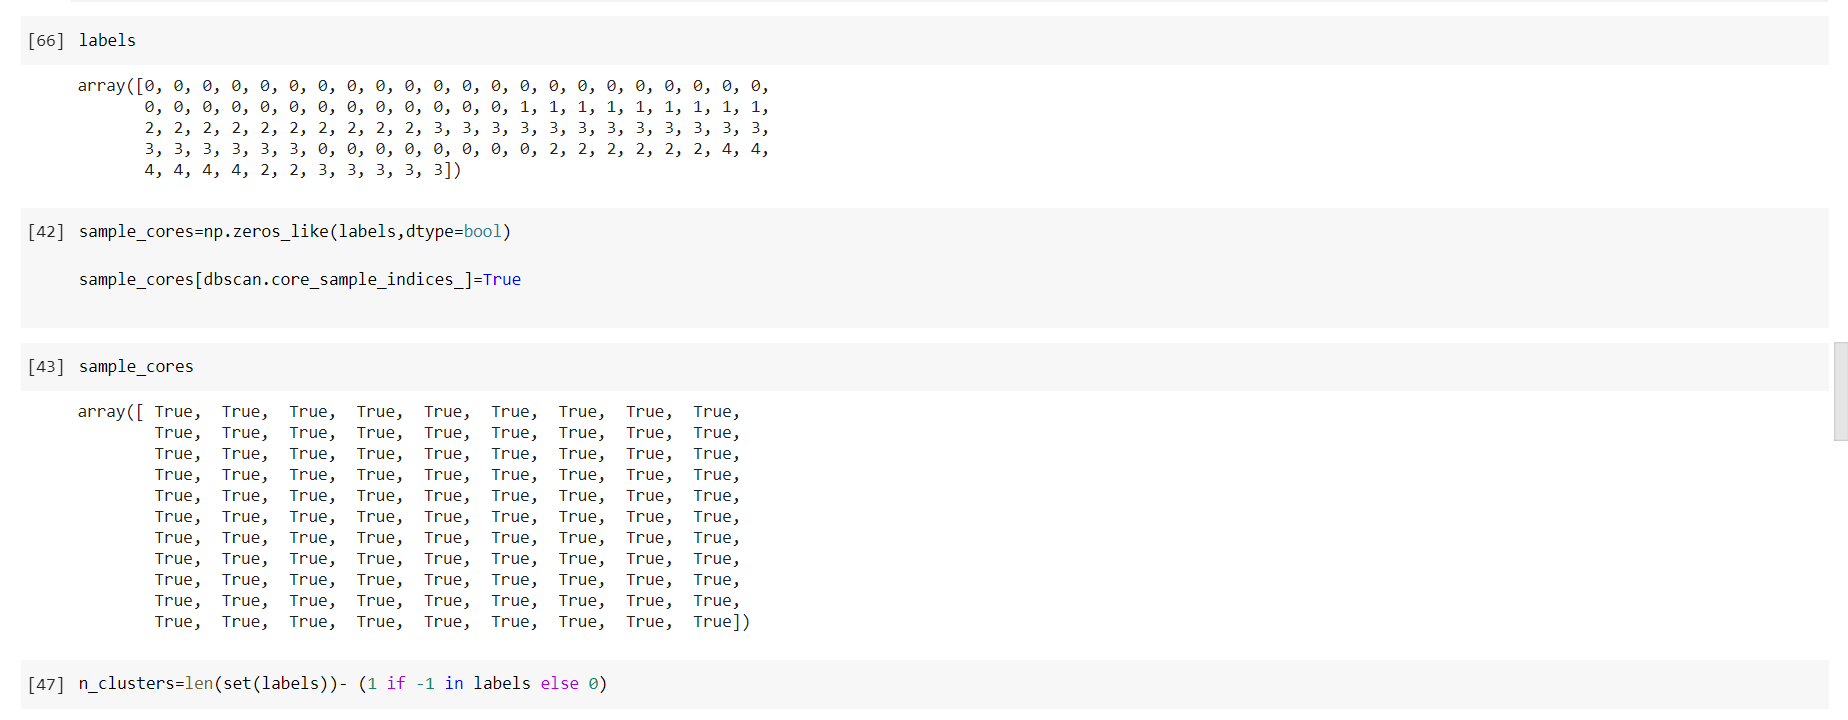 [66] labels
array([0, 0, 0, 0, 0, 0, 0, 0, 0, 0, 0, 0, 0, 0, 0, 0, 0, 0, 0, 0, 0, 0,
0, 0, 0, 0, 0, 0, 0, 0, 0, 0, 0, 0, 0, 1, 1, 1, 1, 1, 1, 1, 1, 1,
2, 2, 2, 2, 2, 2, 2, 2, 2, 2, 3, 3, 3, 3, 3, 3, 3, 3, 3, 3, 3, 3,
3, 3, 3, 3, 3, 3, 0, 0, 0, 0, 0, 0, 0, 0, 2, 2, 2, 2, 2, 2, 4, 4,
4, 4, 4, 4, 2, 2, 3, 3, 3, 3, 3])
[42] sample_cores=np.zeros_like(labels,dtype=bool)
sample_cores[dbscan.core_sample_indices_]=True
[43] sample_cores
array([ True, True, True, True, True, True, True, True, True,
True, True, True, True, True, True, True, True, True,
True, True, True, True, True, True, True, True, True,
True, True, True, True, True, True, True, True, True,
True, True, True, True, True, True, True, True, True,
True, True, True, True, True, True, True, True, True,
True, True, True, True, True, True, True, True, True,
True, True, True, True, True, True, True, True, True,
True, True, True, True, True, True, True, True, True,
True, True, True, True, True, True, True, True, True,
True, True, True, True, True, True, True, True, True])
[47] n_clusters=len(set(labels))- (1 if -1 in labels else 0)